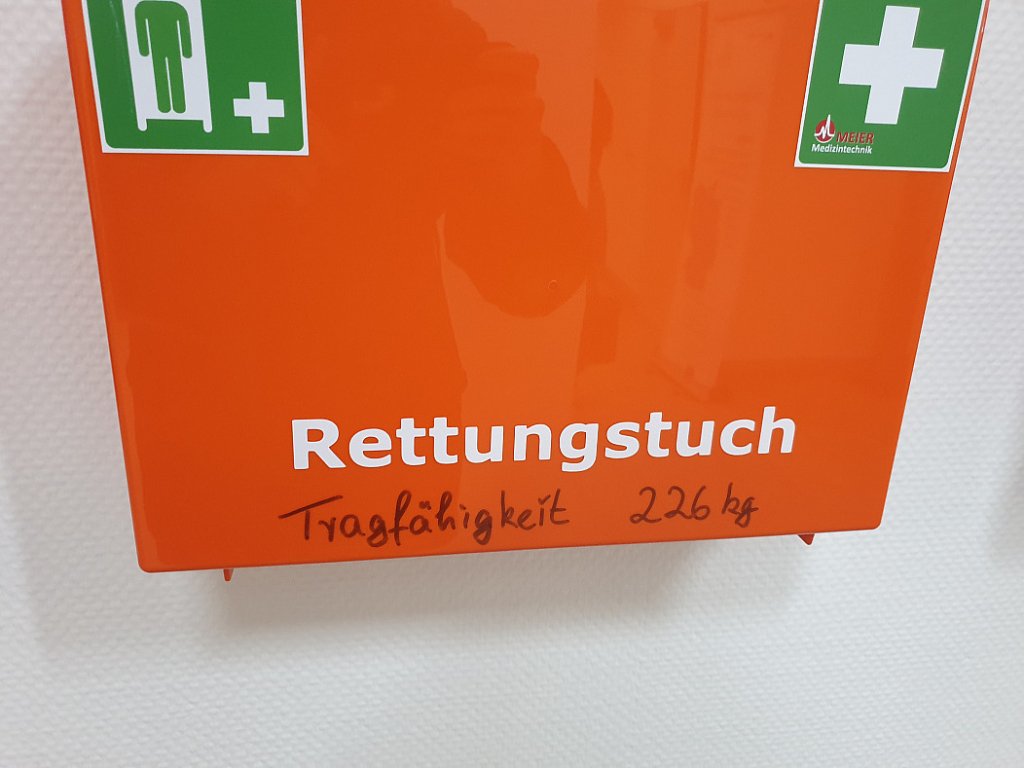 MEIER
Medizintechnik
Rettungstuch
Tragfähigkeit 226 kg